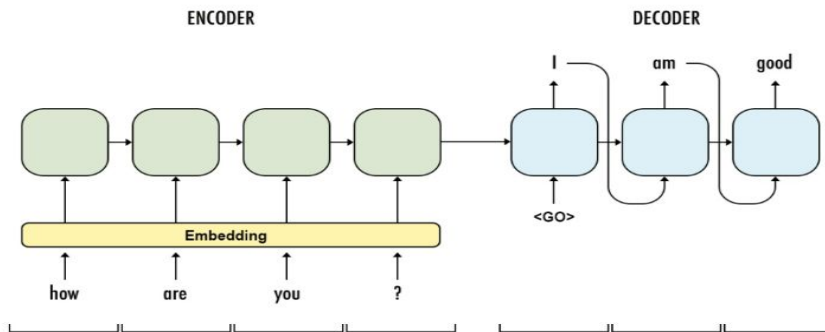 ENCODER DECODER
I am good
<GO>
Embedding
how are you ?